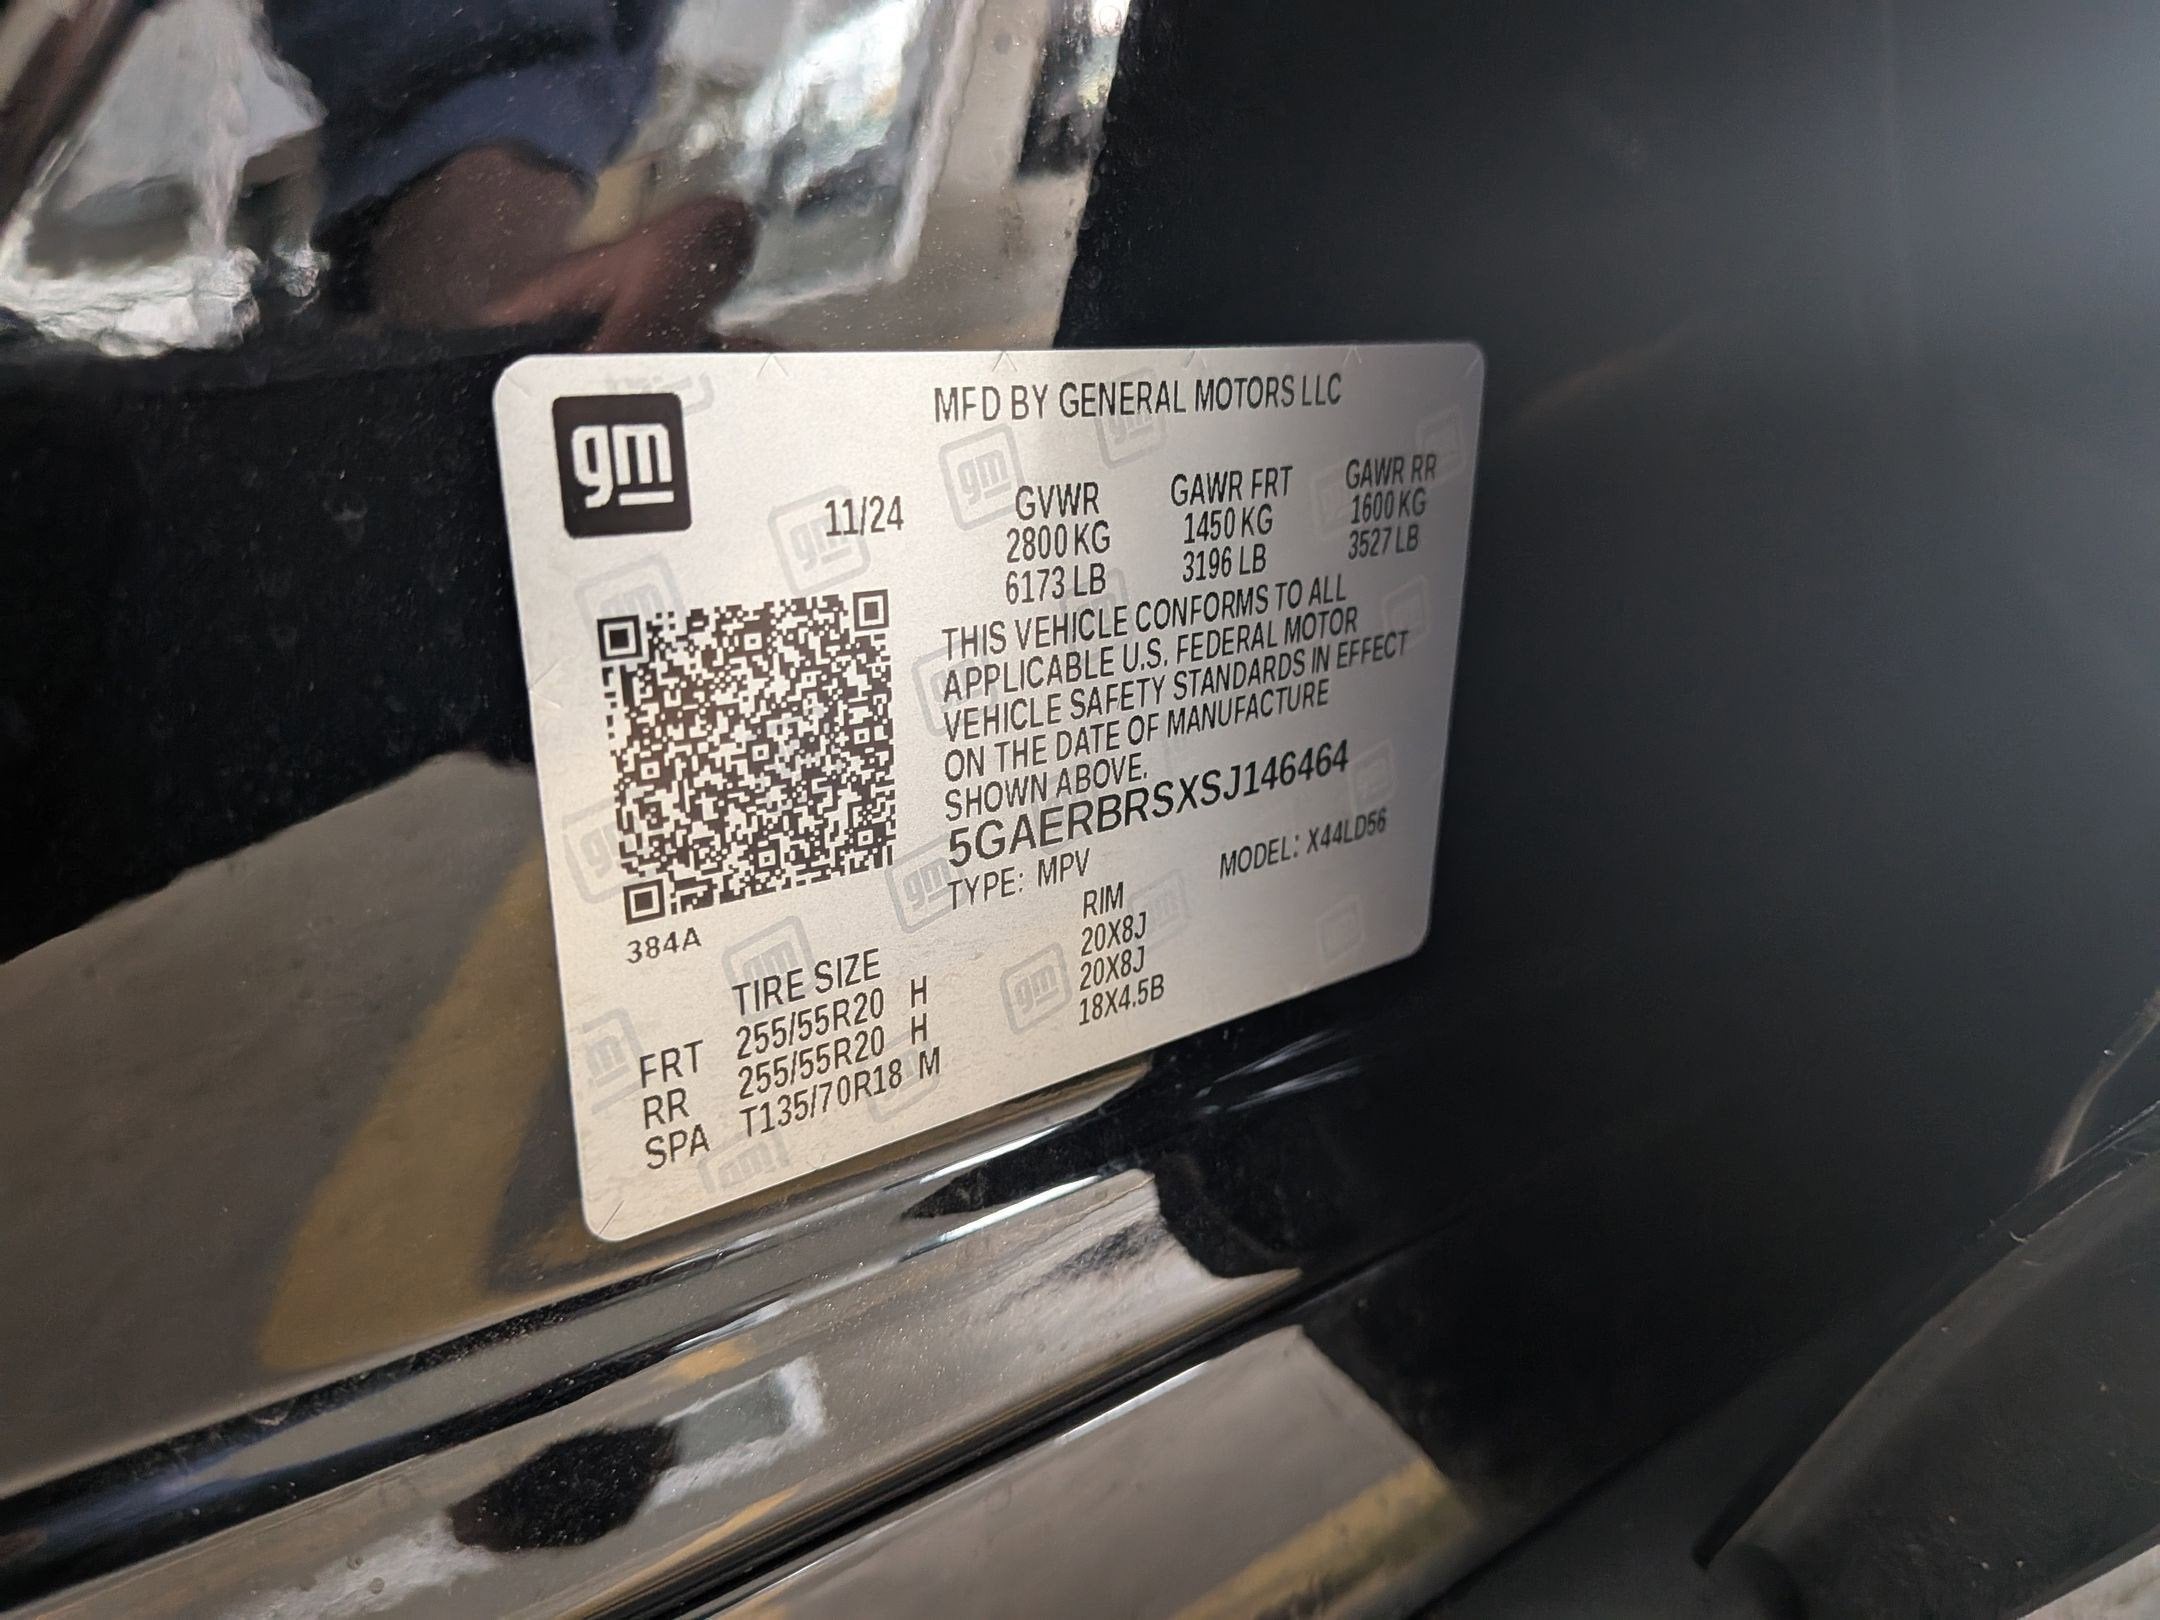 gm
MFD BY GENERAL MOTORS LLC
11/24
GVWR GAWR FRT GAWR RR
2800 KG 1450 KG 1600 KG
6173 LB 3196 LB 3527 LB
THIS VEHICLE CONFORMS TO ALL
APPLICABLE U.S. FEDERAL MOTOR
VEHICLE SAFETY STANDARDS IN EFFECT
ON THE DATE OF MANUFACTURE
SHOWN ABOVE.
5GAERBRSXSJ146464
TYPE: MPV MODEL: X44LD56
384A
TIRE SIZE RIM
FRT 255/55R20 H 20X8J
RR 255/55R20 H 20X8J
SPA T135/70R18 M 18X4.5B